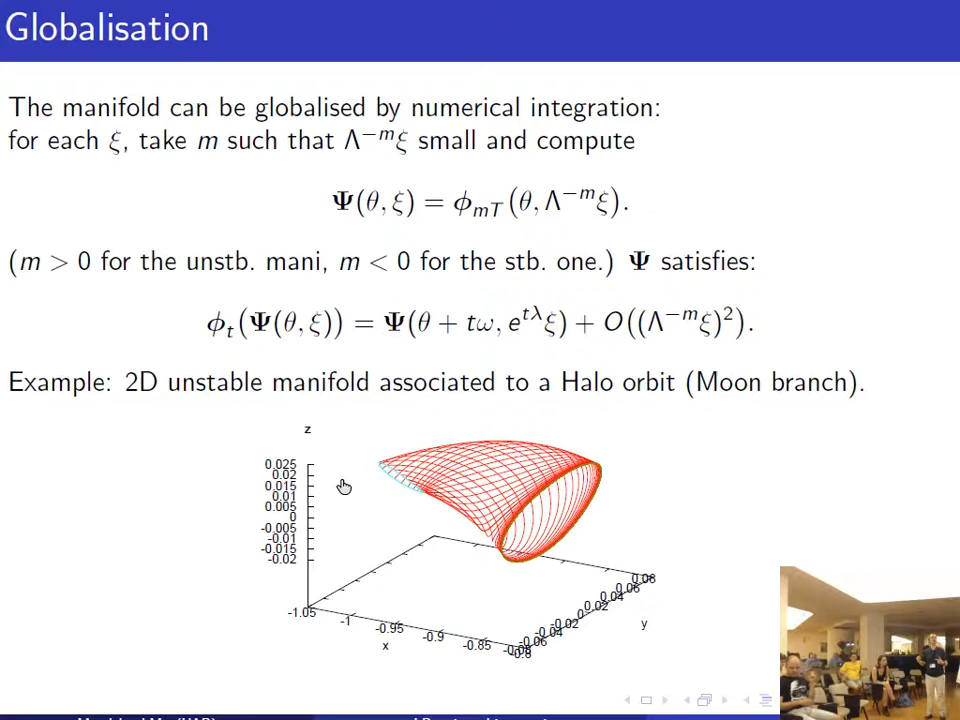 Globalisation
The manifold can be globalised by numerical integration:
for each ξ, take m such that Λ⁻ᵐξ small and compute
Ψ(θ, ξ) = ϕ_{mT}(θ, Λ⁻ᵐξ).
(m > 0 for the unstb. mani, m < 0 for the stb. one.) Ψ satisfies:
ϕ_t(Ψ(θ, ξ)) = Ψ(θ + tω, e^{tλ}ξ) + O((Λ⁻ᵐξ)²).
Example: 2D unstable manifold associated to a Halo orbit (Moon branch).
z
0.025
0.02
0.015
0.01
0.005
0
-0.005
-0.01
-0.015
-0.02
-1.05
-1
-0.95
-0.9
-0.85
-0.8
x
-0.08
-0.06
-0.04
-0.02
0
0.02
0.04
0.06
0.08
y